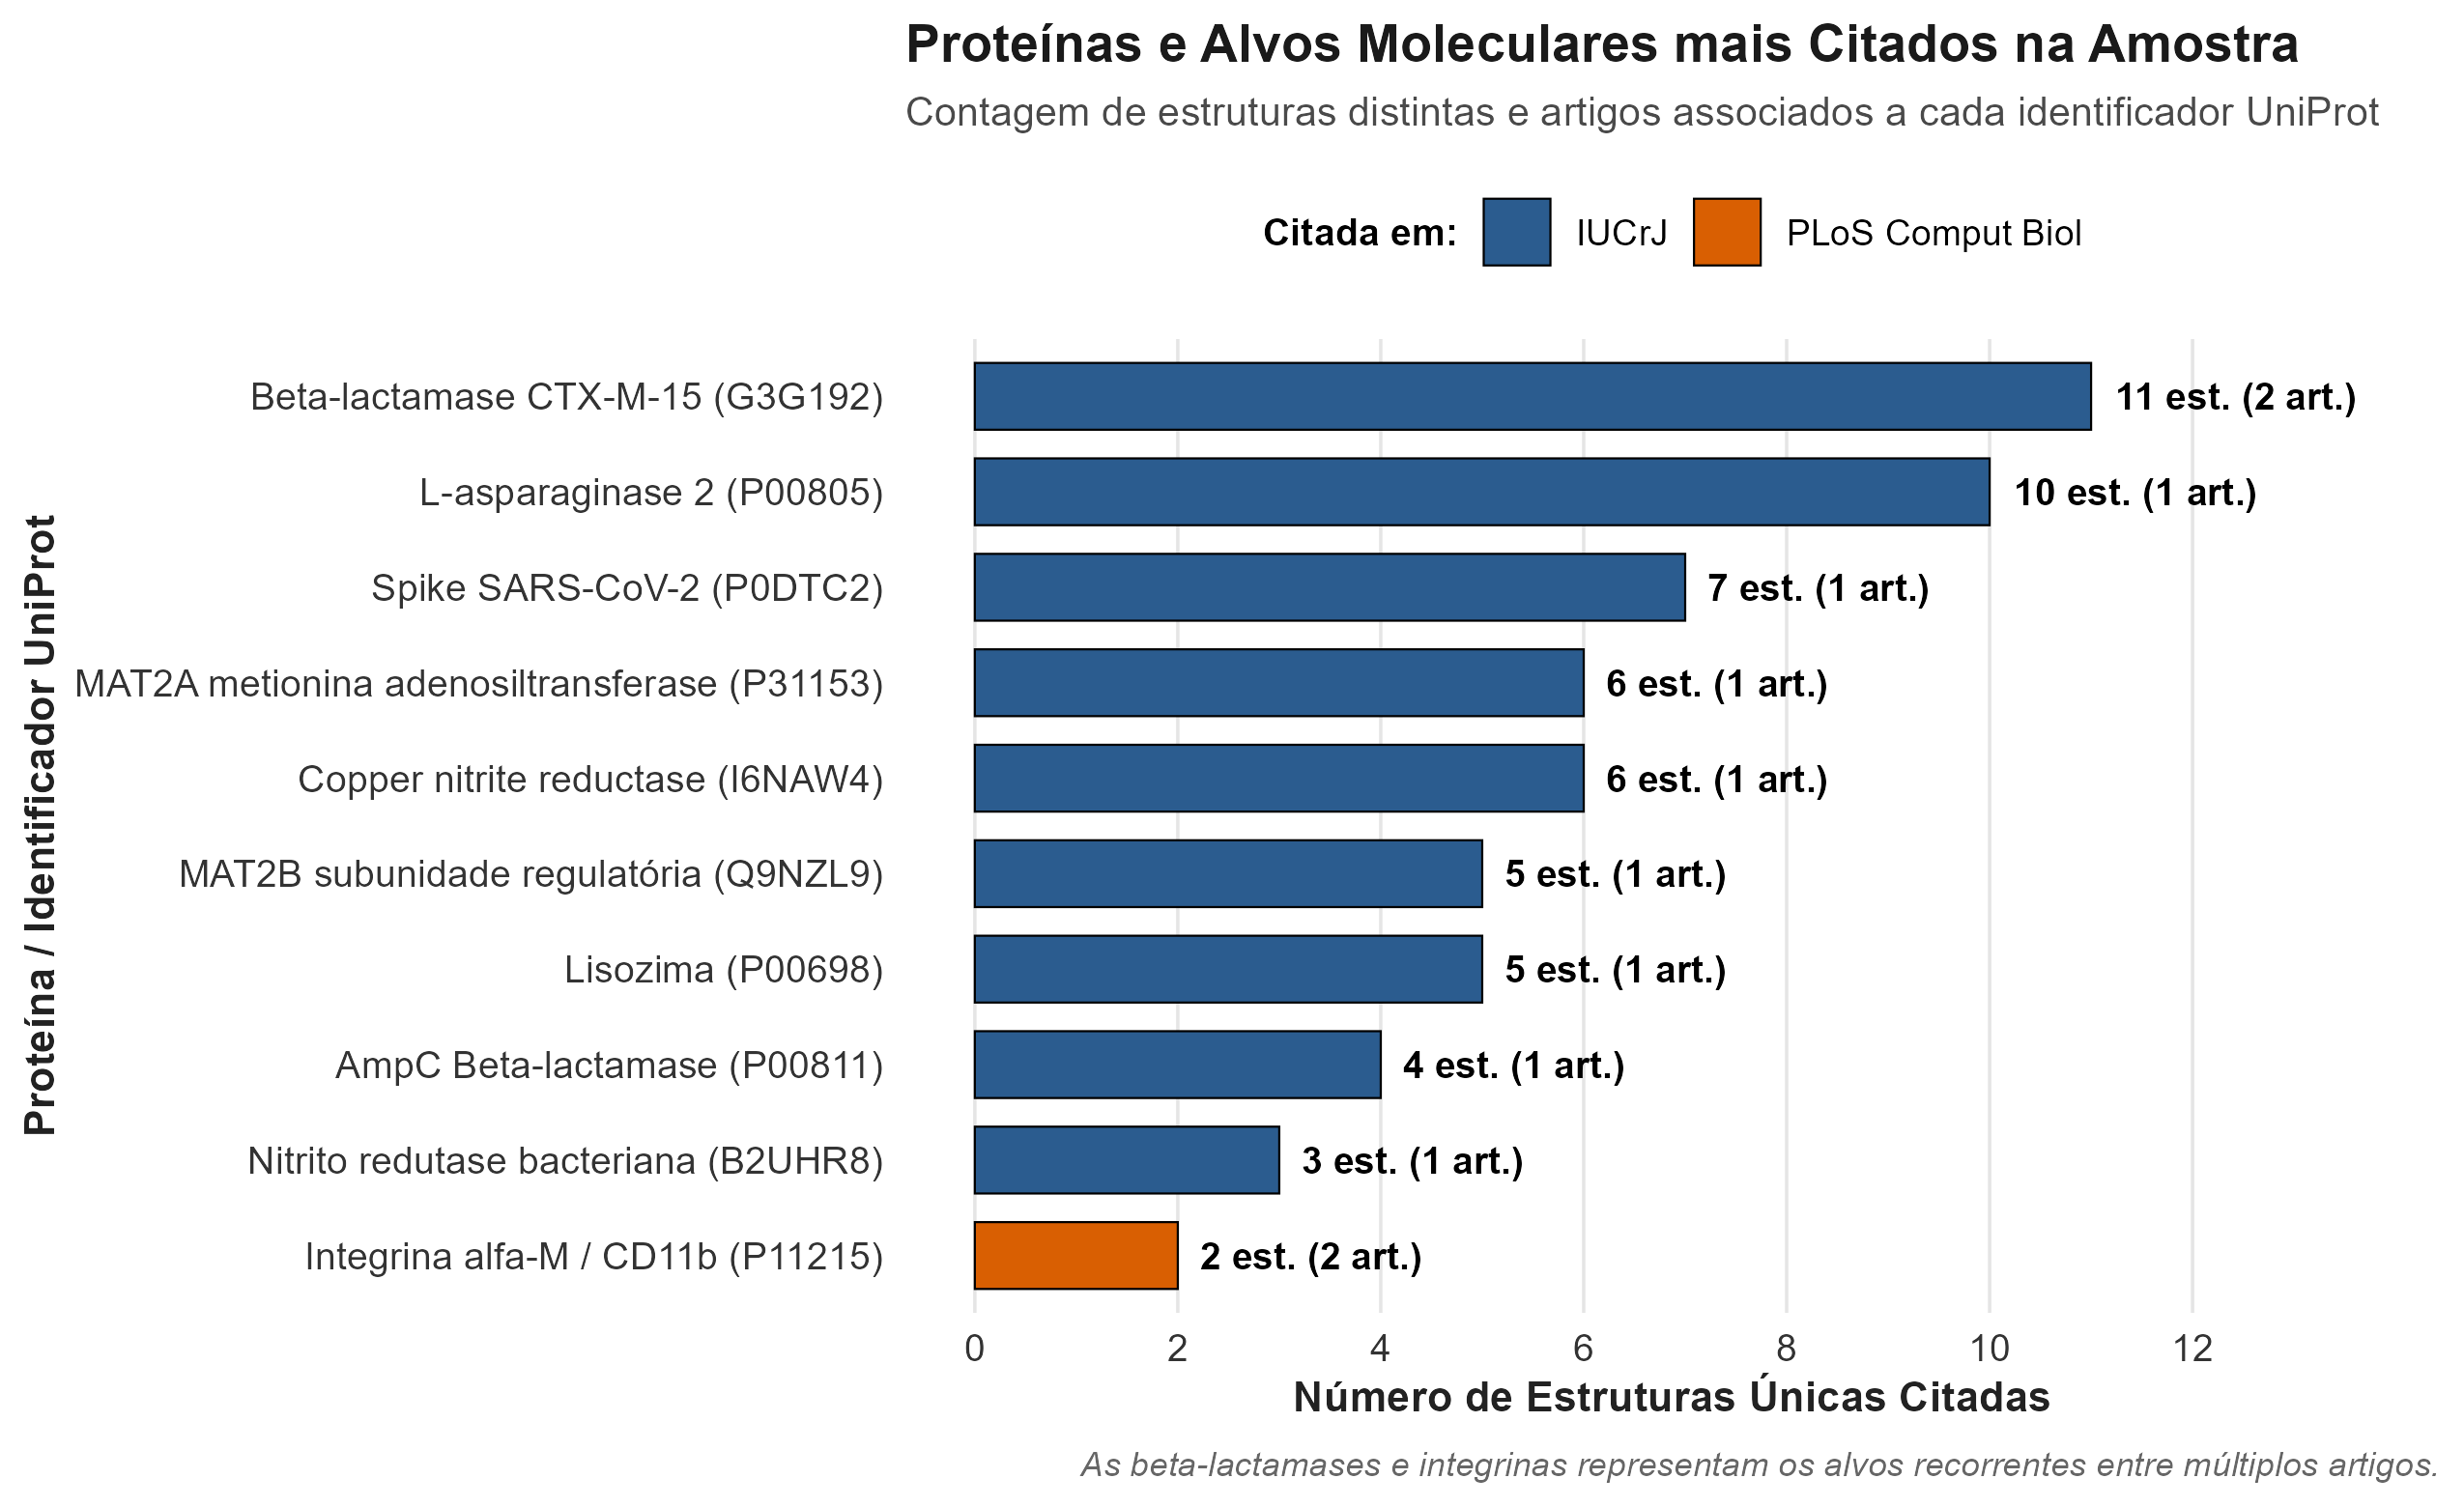 Proteínas e Alvos Moleculares mais Citados na Amostra
Contagem de estruturas distintas e artigos associados a cada identificador UniProt
Citada em: IUCrJ PLoS Comput Biol
Proteína / Identificador UniProt
Beta-lactamase CTX-M-15 (G3G192) 11 est. (2 art.)
L-asparaginase 2 (P00805) 10 est. (1 art.)
Spike SARS-CoV-2 (P0DTC2) 7 est. (1 art.)
MAT2A metionina adenosiltransferase (P31153) 6 est. (1 art.)
Copper nitrite reductase (I6NAW4) 6 est. (1 art.)
MAT2B subunidade regulatória (Q9NZL9) 5 est. (1 art.)
Lisozima (P00698) 5 est. (1 art.)
AmpC Beta-lactamase (P00811) 4 est. (1 art.)
Nitrito redutase bacteriana (B2UHR8) 3 est. (1 art.)
Integrina alfa-M / CD11b (P11215) 2 est. (2 art.)
0 2 4 6 8 10 12
Número de Estruturas Únicas Citadas
As beta-lactamases e integrinas representam os alvos recorrentes entre múltiplos artigos.